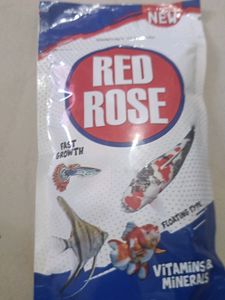 NEW
RED
ROSE
FAST
GROWTH
FLOATING TYPE
VITAMINS &
MINERALS